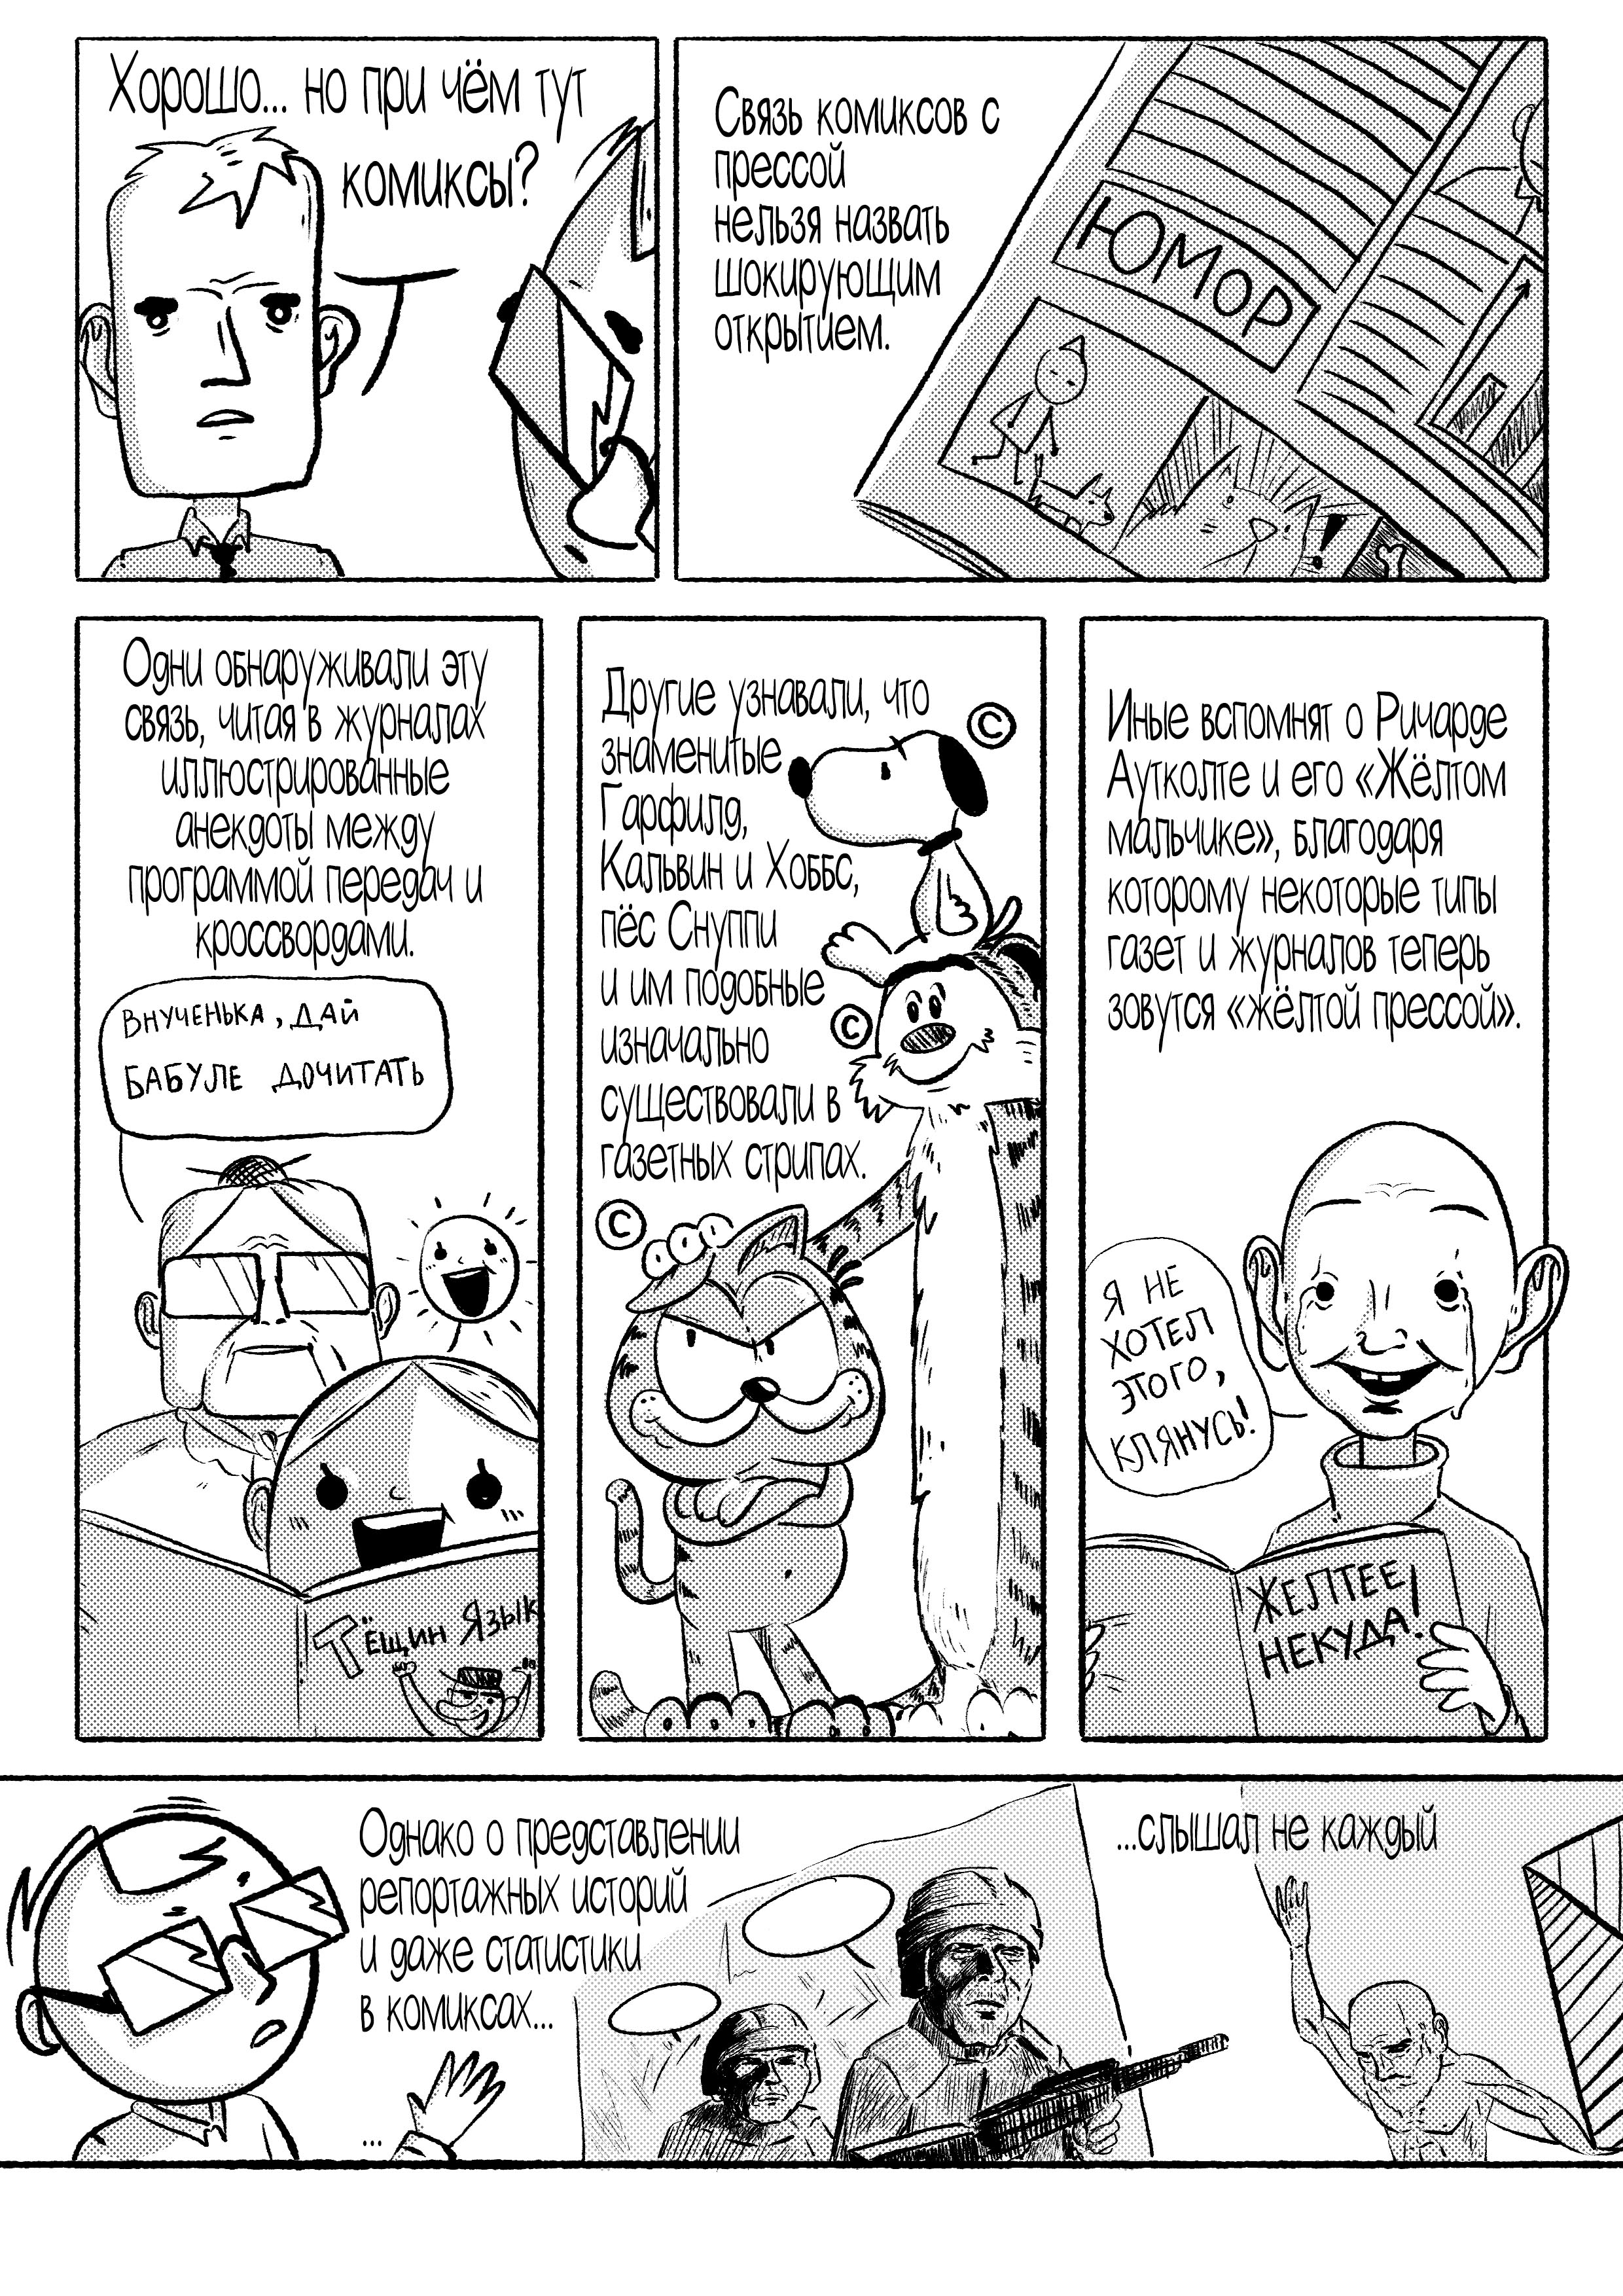 Хорошо... но при чём тут
комиксы?
Связь комиксов с
прессой
нельзя назвать
шокирующим
открытием.
ЮМОР
Одни обнаруживали эту
связь, читая в журналах
иллюстрированные
анекдоты между
программой передач и
кроссвордами.
ВНУЧЕНЬКА, ДАЙ
БАБУЛЕ ДОЧИТАТЬ
ТЁЩИН ЯЗЫК
Другие узнавали, что
знаменитые
Гарфилд,
Кальвин и Хоббс,
пёс Снуппи
и им подобные
изначально
существовали в
газетных стрипах.
©
©
©
Иные вспомнят о Ричарде
Аутколте и его «Жёлтом
мальчике», благодаря
которому некоторые типы
газет и журналов теперь
зовутся «жёлтой прессой».
Я НЕ
ХОТЕЛ
ЭТОГО,
КЛЯНУСЬ!
ЖЕЛТЕЕ
НЕКУДА!
Однако о представлении
репортажных историй
и даже статистики
в комиксах...
...
...слышал не каждый